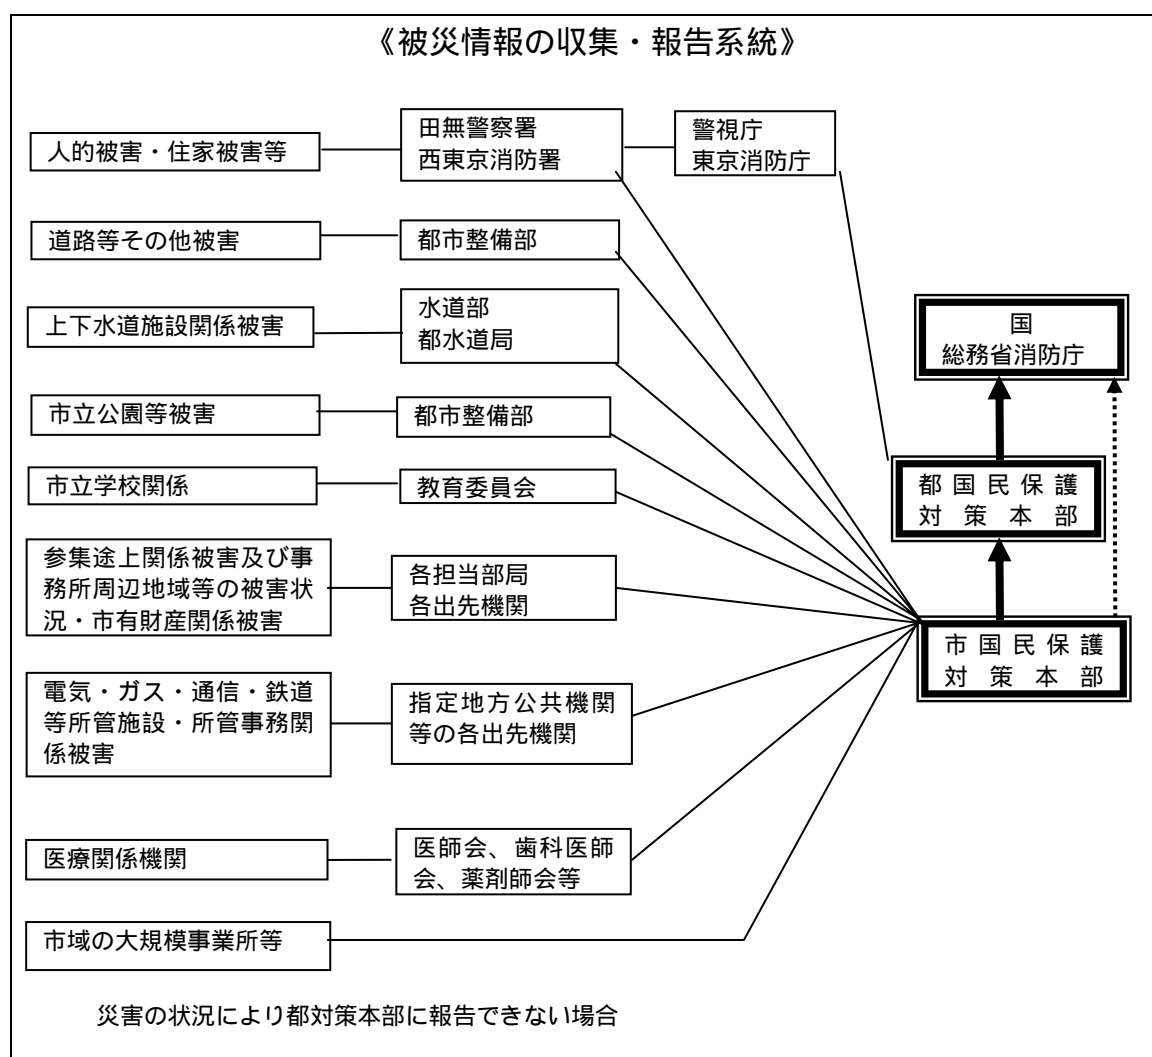 《被災情報の収集・報告系統》
人的被害・住家被害等
田無警察署
西東京消防署
警視庁
東京消防庁
道路等その他被害
都市整備部
上下水道施設関係被害
水道部
都水道局
国
総務省消防庁
市立公園等被害
都市整備部
市立学校関係
教育委員会
都国民保護
対策本部
参集途上関係被害及び事
務所周辺地域等の被害状
況・市有財産関係被害
各担当部局
各出先機関
市国民保護
対策本部
電気・ガス・通信・鉄道
等所管施設・所管事務関
係被害
指定地方公共機関
等の各出先機関
医療関係機関
医師会、歯科医師
会、薬剤師会等
市域の大規模事業所等
災害の状況により都対策本部に報告できない場合